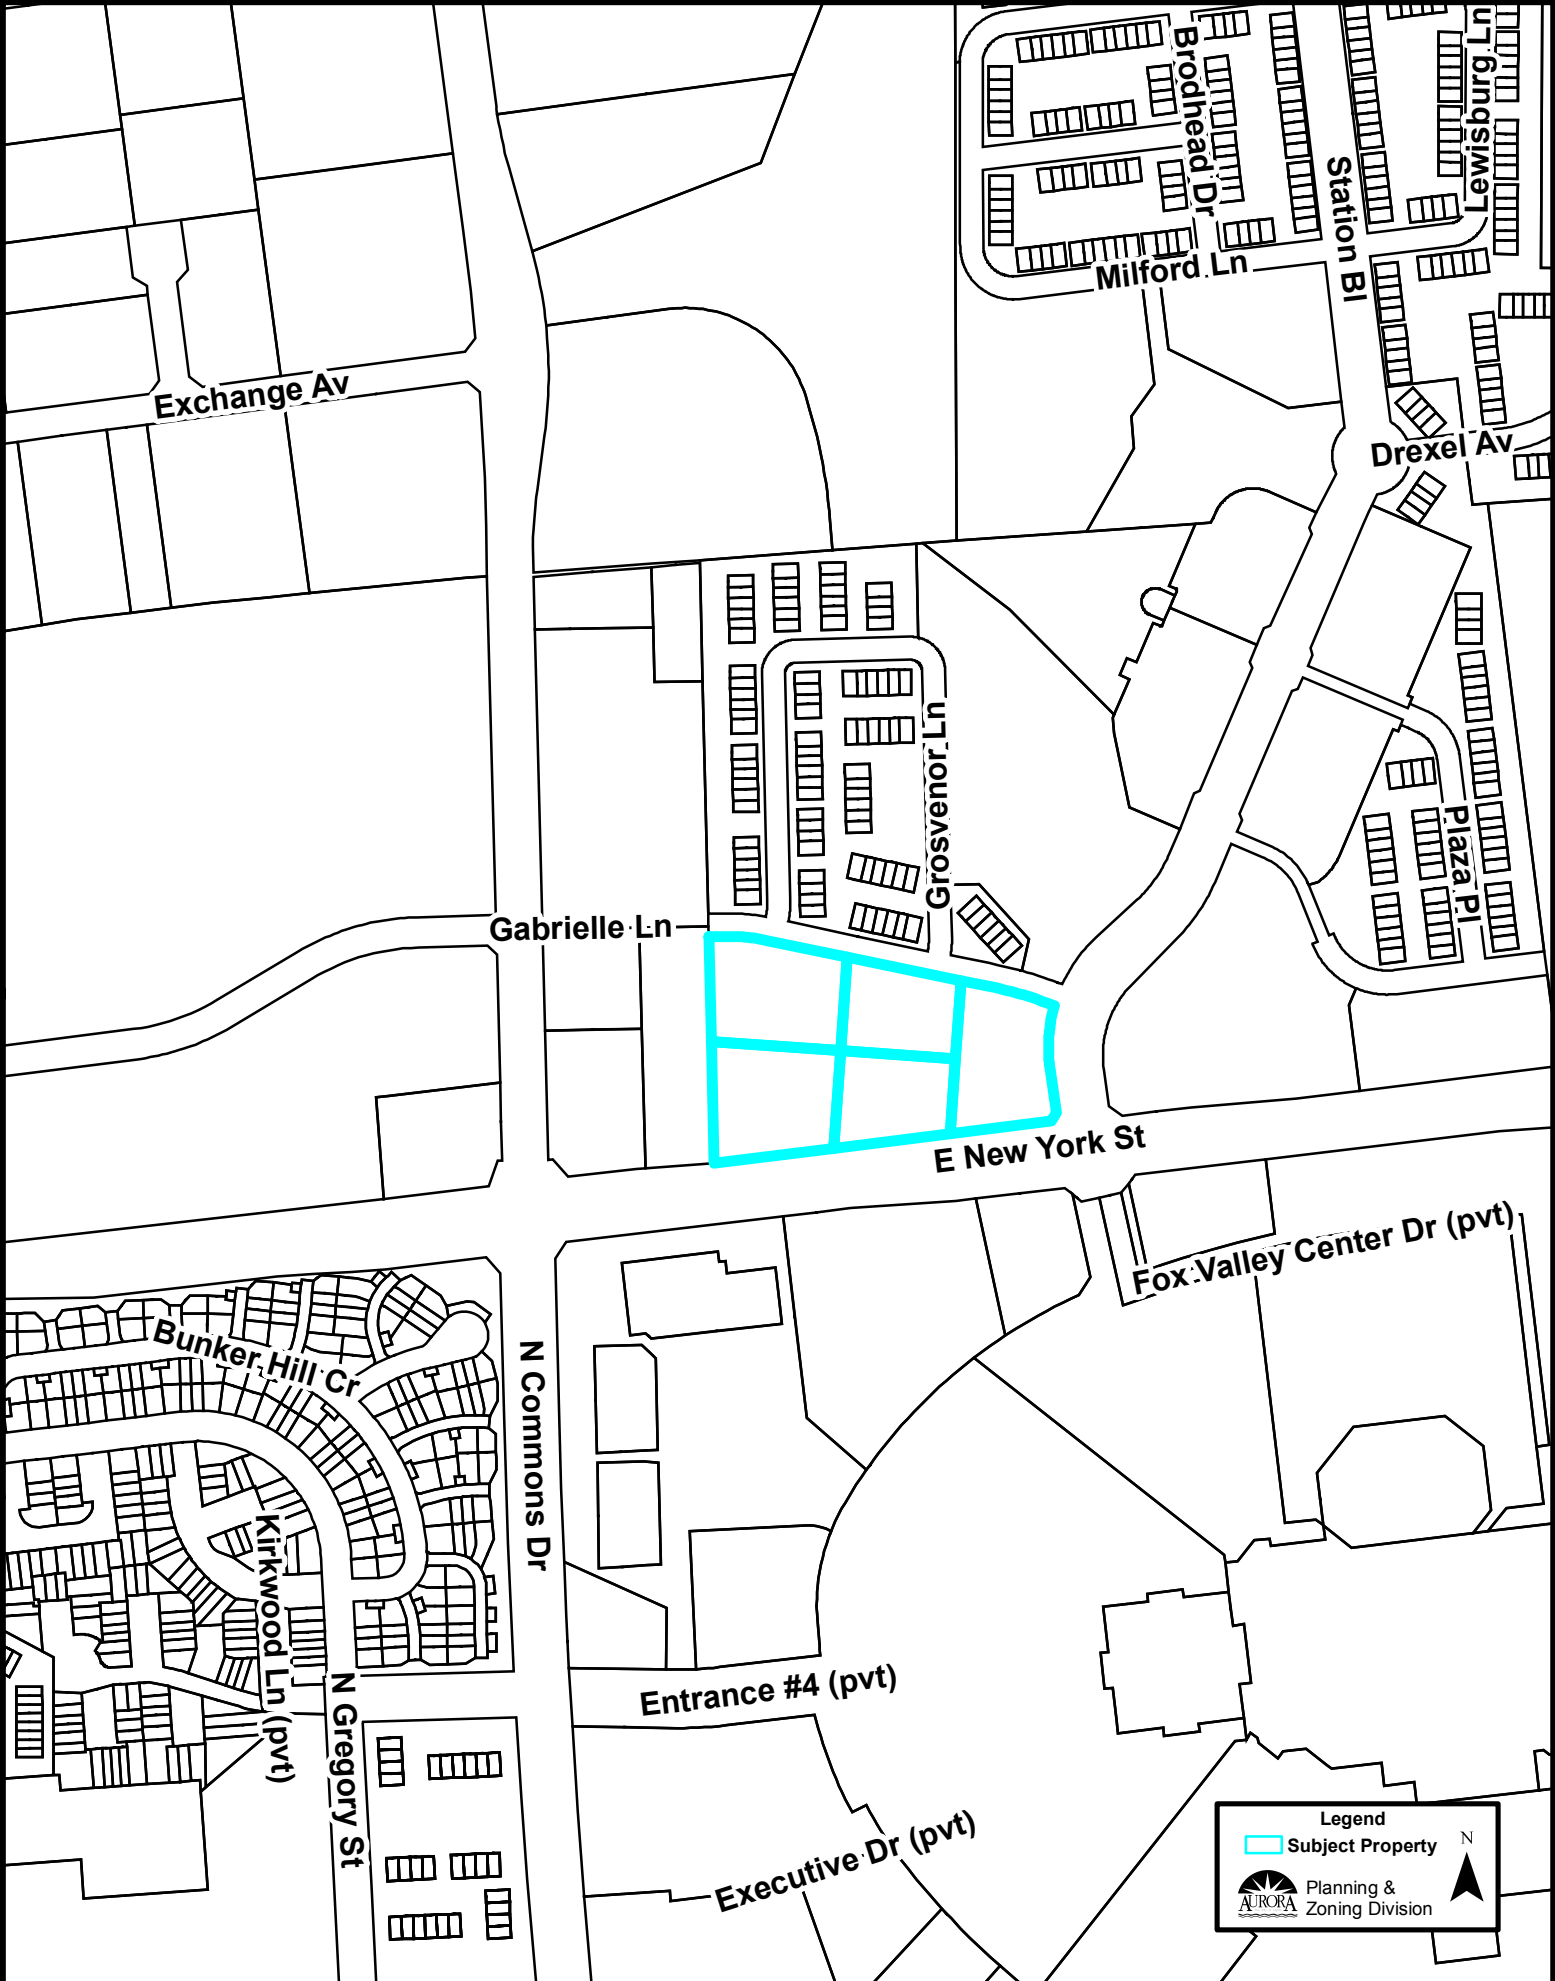 Brodhead Dr
Lewisburg Ln
Station Bl
Milford Ln
Exchange Av
Drexel Av
Grosvenor Ln
Plaza Pl
Gabrielle Ln
E New York St
Fox Valley Center Dr (pvt)
Bunker Hill Cr
N Commons Dr
Kirkwood Ln (pvt)
N Gregory St
Entrance #4 (pvt)
Executive Dr (pvt)
Legend
Subject Property
N
AURORA
Planning &
Zoning Division